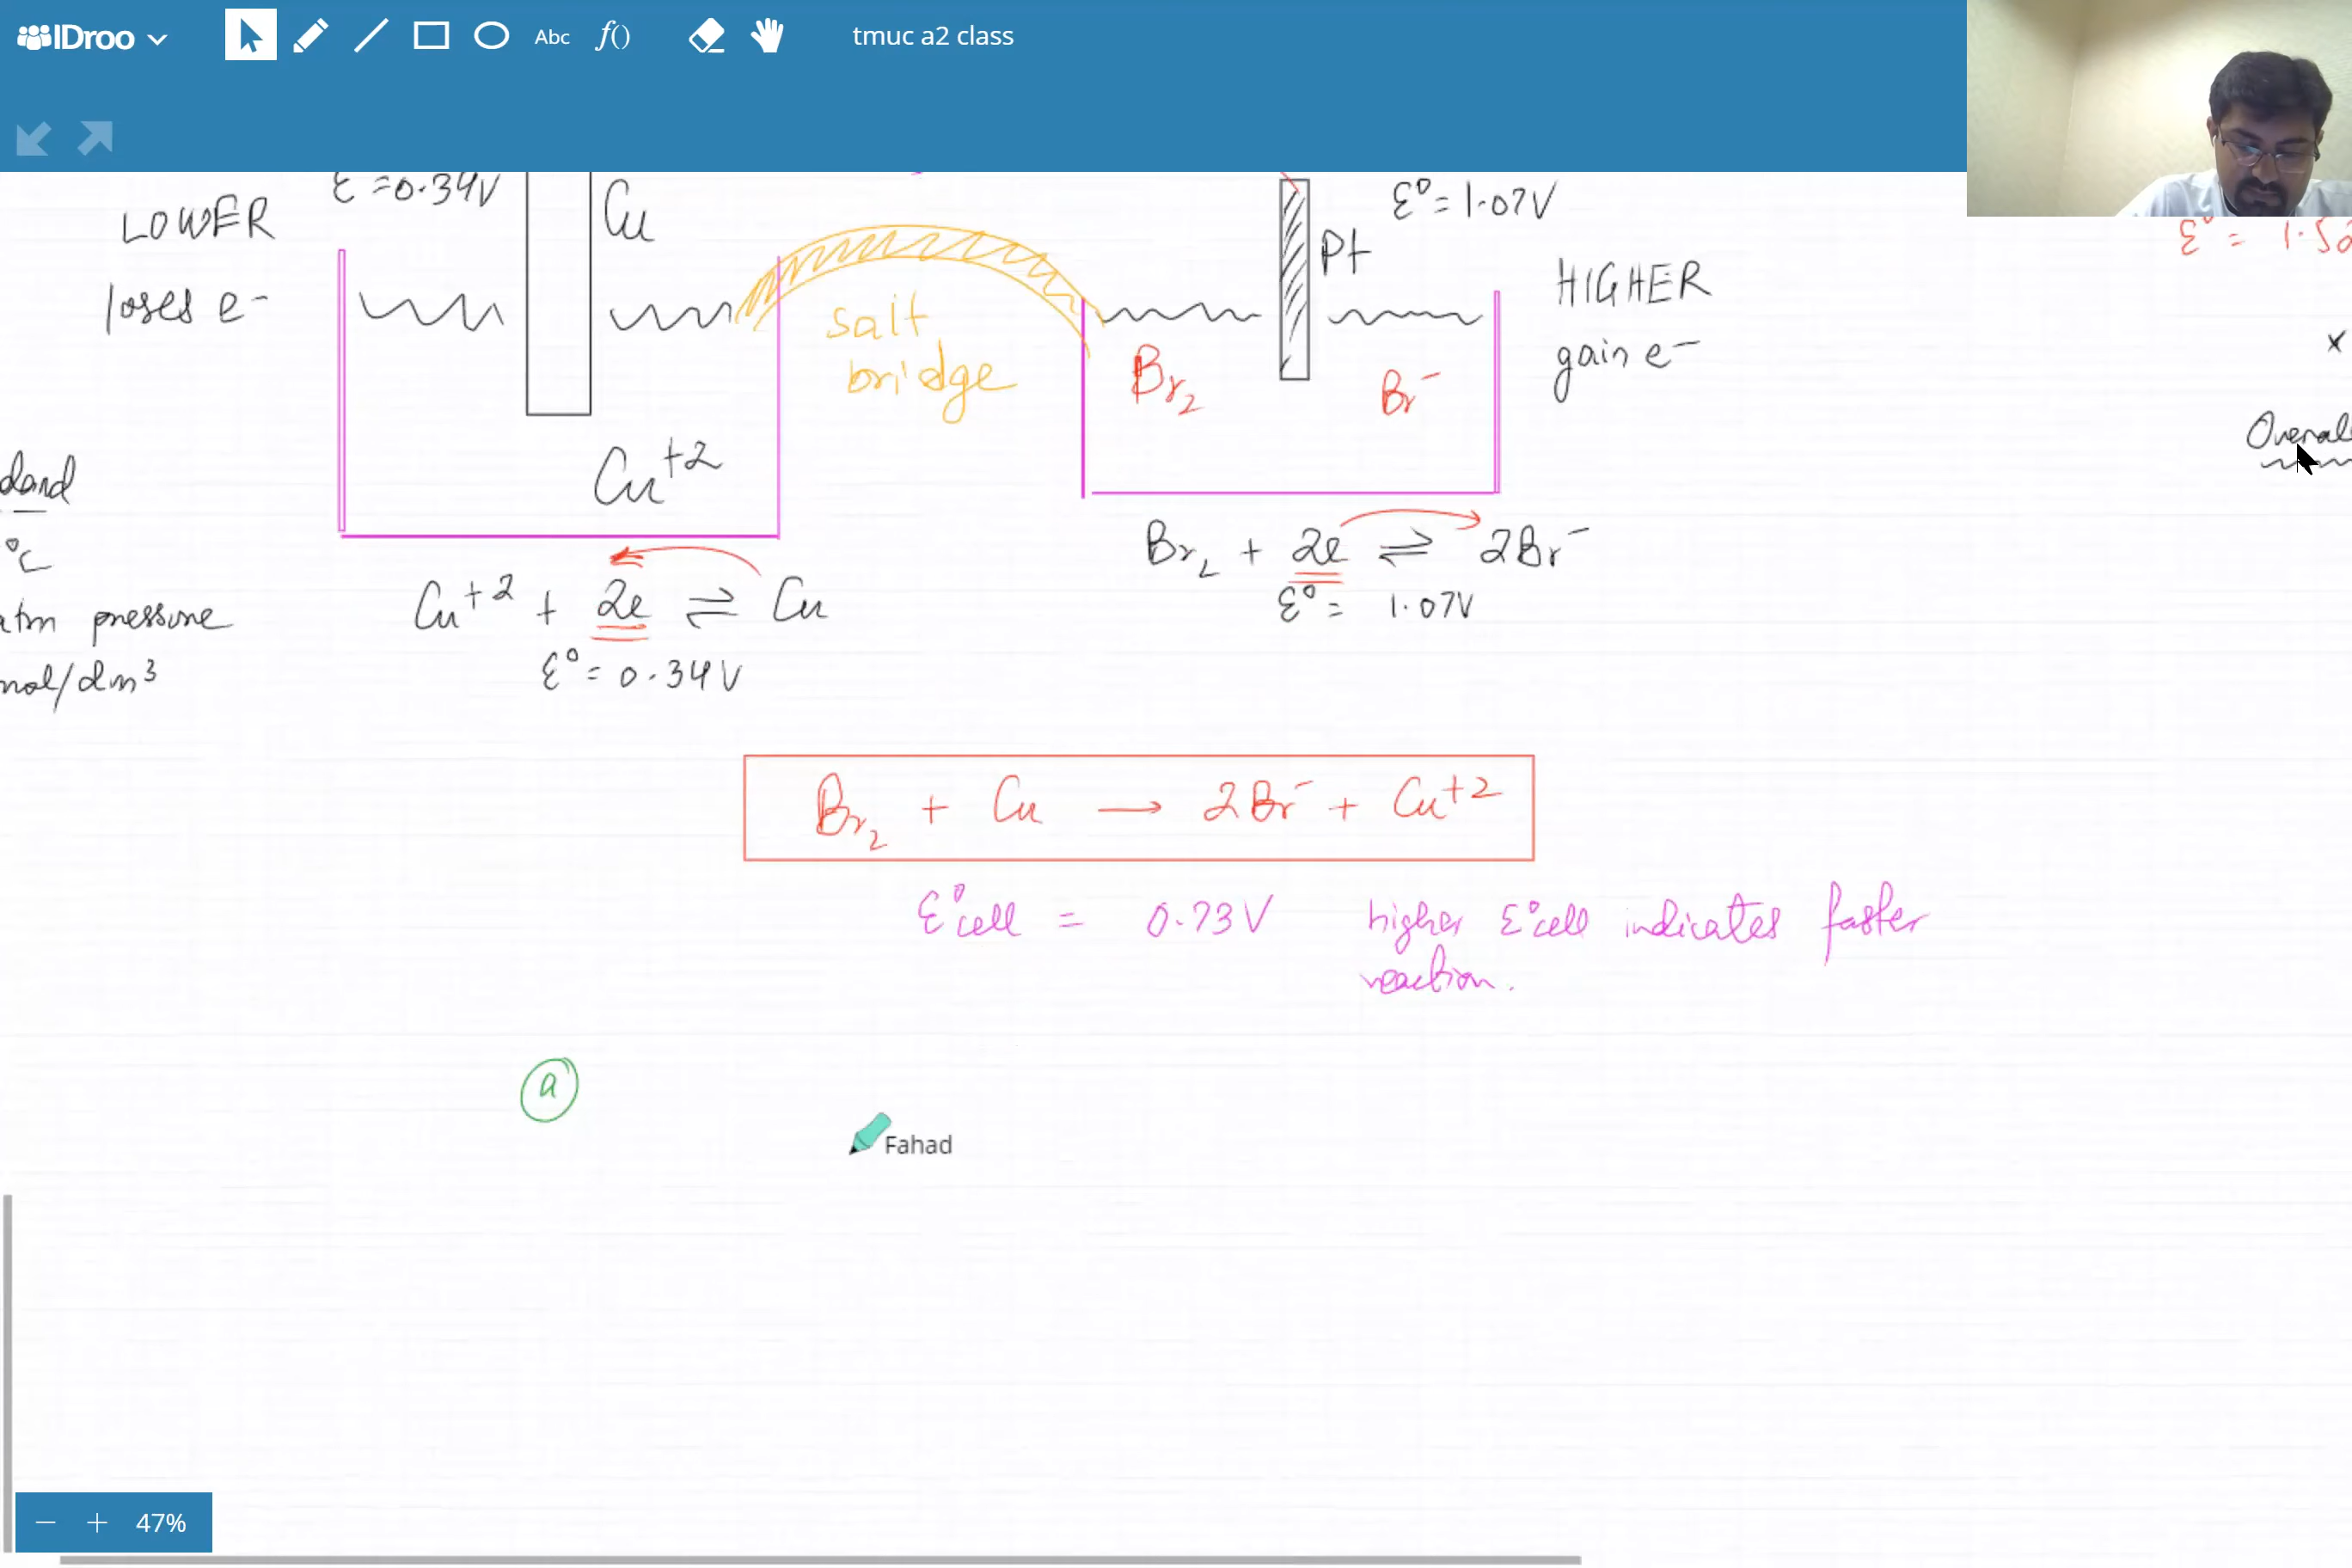 IDroo
Abc
f()
tmuc a2 class
LOWER
loses e-
ε =0.34V
Cu
salt
bridge
Cu+2
Cu+2 + 2e ⇌ Cu
ε° = 0.34V
atm pressure
mol/dm3
°C
Pt
ε° = 1.07V
HIGHER
gain e-
Br2
Br-
Br2 + 2e ⇌ 2Br-
ε° = 1.07V
ε° = 1.5
x
Overall
Br2 + Cu → 2Br- + Cu+2
ε°cell = 0.73V higher ε°cell indicates faster
reaction.
a
Fahad
− + 47%